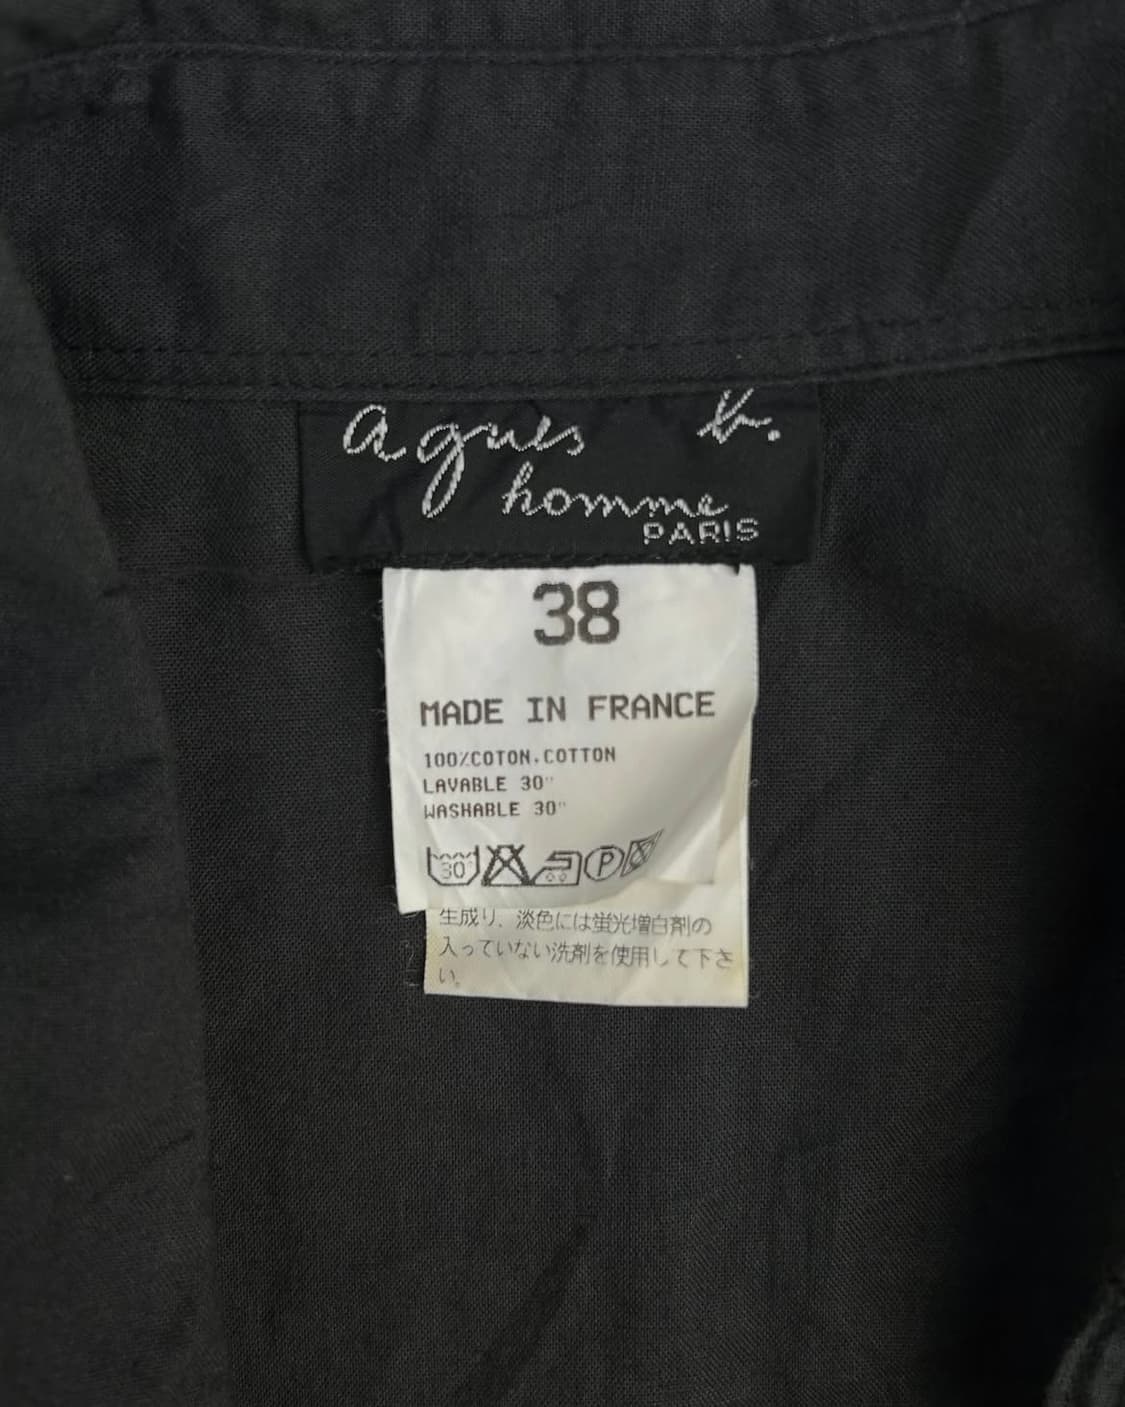 agnès b.
homme
PARIS
38
MADE IN FRANCE
100%COTON.COTTON
LAVABLE 30"
WASHABLE 30"
30° P
生成り、淡色には蛍光増白剤の
入っていない洗剤を使用して下さ
い。